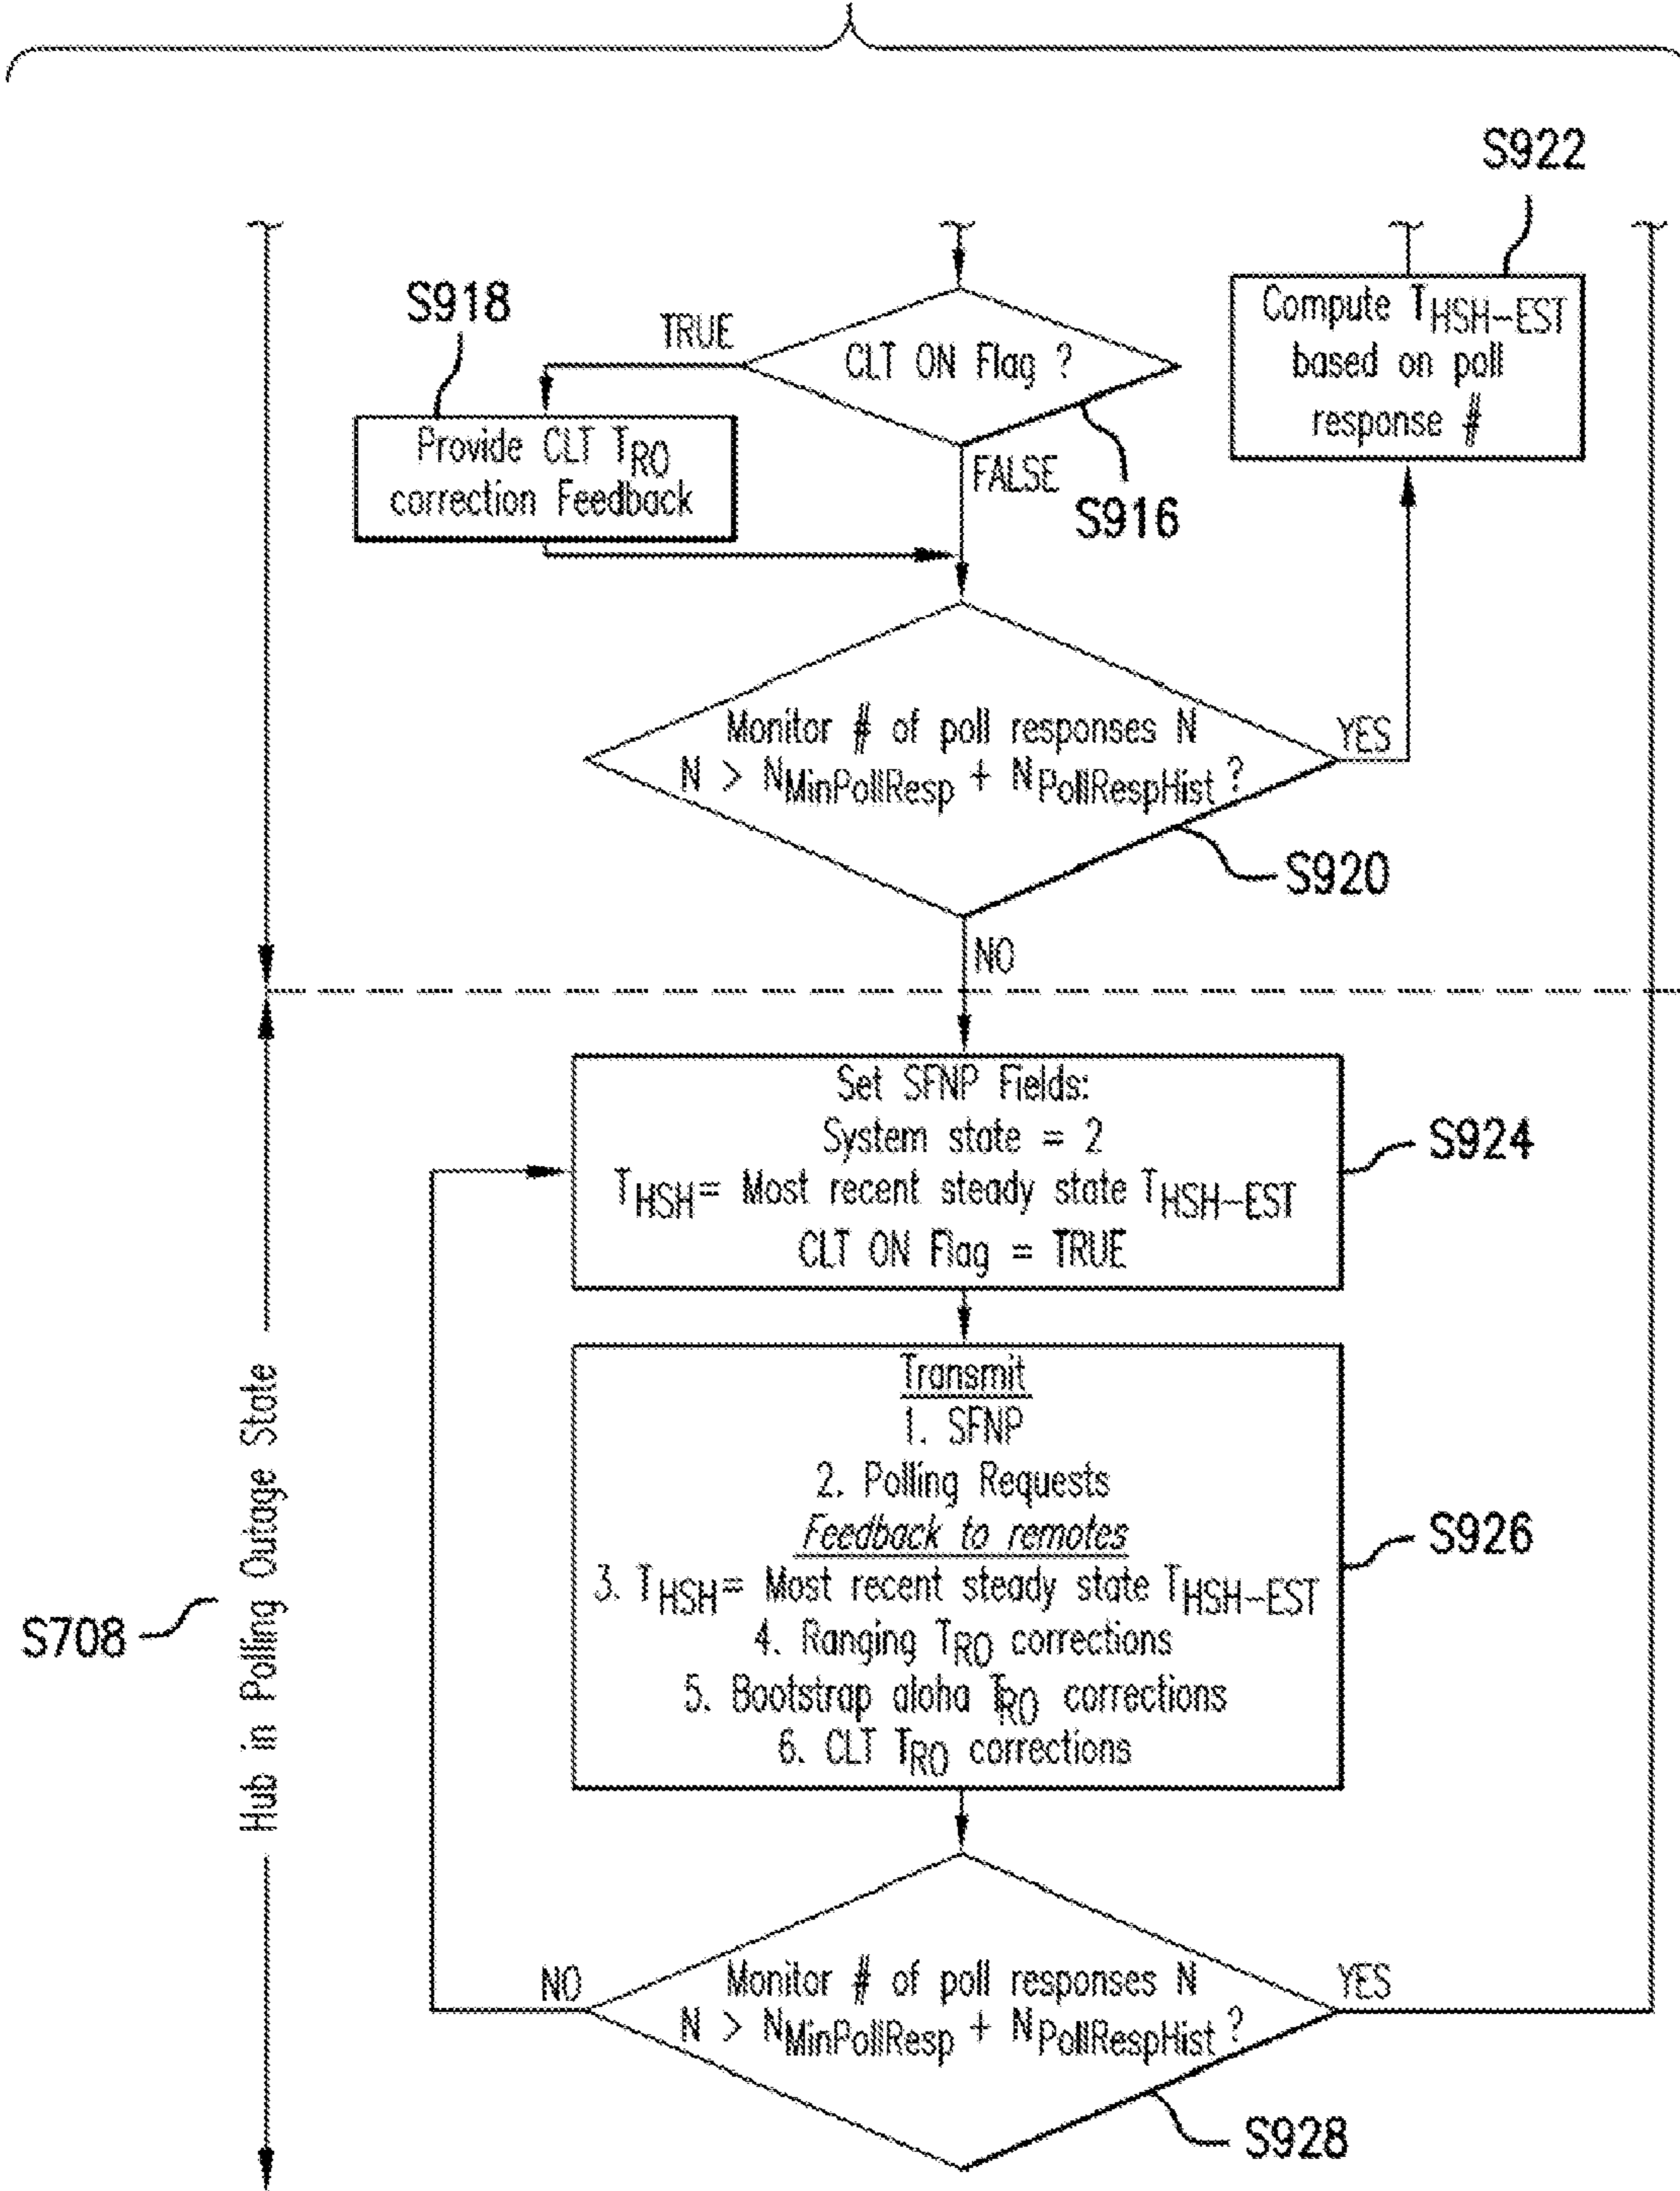 S922
S918
TRUE
CLT ON Flag ?
Compute THSH-EST
based on poll
response #
Provide CLT TRO
correction Feedback
FALSE
S916
Monitor # of poll responses N
N > NMinPollResp + NPollRespHist ?
YES
S920
NO
Set SFNP Fields:
System state = 2
THSH= Most recent steady state THSH-EST
CLT ON Flag = TRUE
S924
Transmit
1. SFNP
2. Polling Requests
Feedback to remotes
3. THSH= Most recent steady state THSH-EST
4. Ranging TRO corrections
5. Bootstrap aloha TRO corrections
6. CLT TRO corrections
S926
Hub in Polling Outage State
S708
NO
Monitor # of poll responses N
N > NMinPollResp + NPollRespHist ?
YES
S928